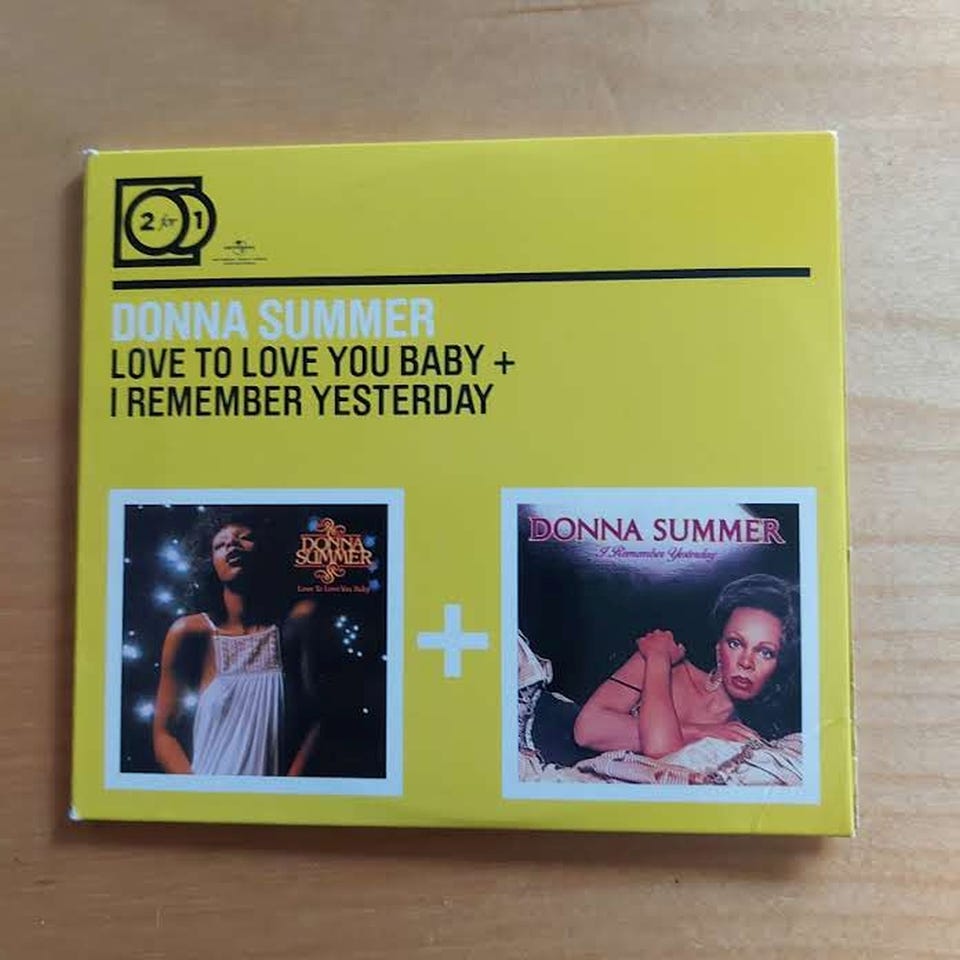 2 for 1
UNIVERSAL
DONNA SUMMER
LOVE TO LOVE YOU BABY +
I REMEMBER YESTERDAY
DONNA
SUMMER
Love To Love You Baby
+
DONNA SUMMER
I Remember Yesterday